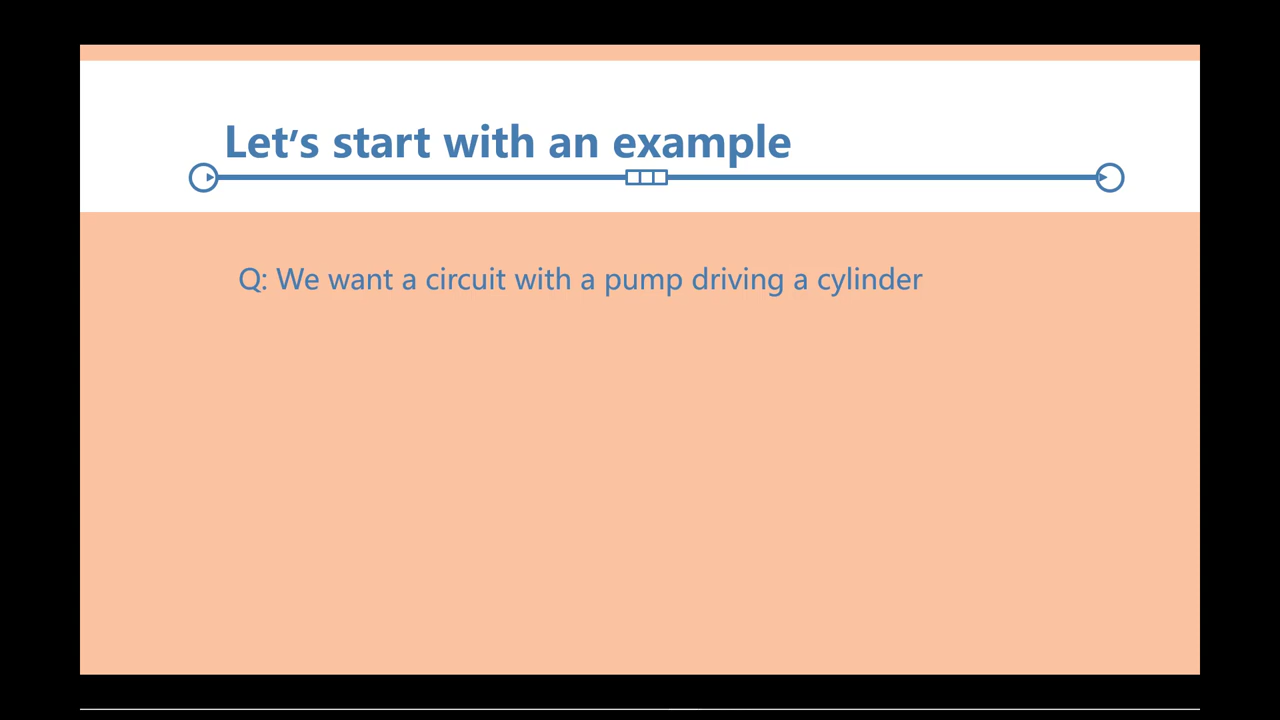 Let's start with an example
Q: We want a circuit with a pump driving a cylinder